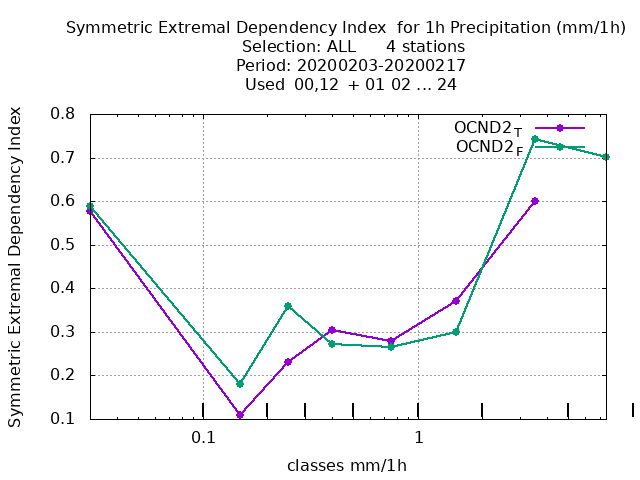 Symmetric Extremal Dependency Index  for 1h Precipitation (mm/1h)
Selection: ALL      4 stations
Period: 20200203-20200217
Used  00,12  + 01 02 ... 24
Symmetric Extremal Dependency Index
0.8
0.7
0.6
0.5
0.4
0.3
0.2
0.1
OCND2T
OCND2F
0.1 1
classes mm/1h